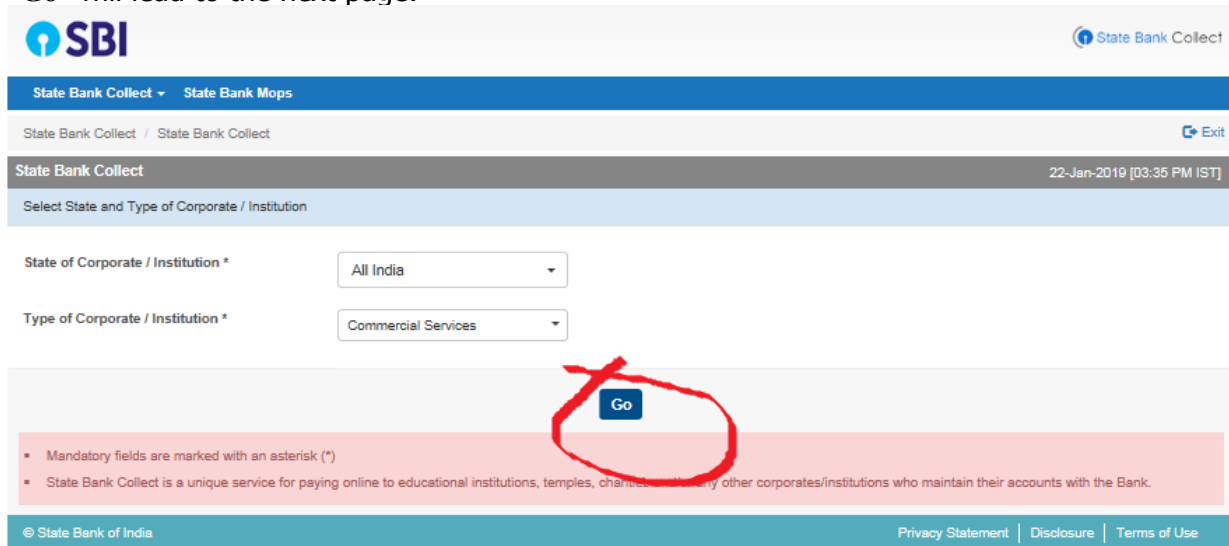 "Go" will lead to the next page.
SBI
State Bank Collect
State Bank Collect State Bank Mops
State Bank Collect / State Bank Collect
Exit
State Bank Collect
22-Jan-2019 [03:35 PM IST]
Select State and Type of Corporate / Institution
State of Corporate / Institution *
All India
Type of Corporate / Institution *
Commercial Services
Go
Mandatory fields are marked with an asterisk (*)
State Bank Collect is a unique service for paying online to educational institutions, temples, charities any other corporates/institutions who maintain their accounts with the Bank.
© State Bank of India
Privacy Statement | Disclosure | Terms of Use